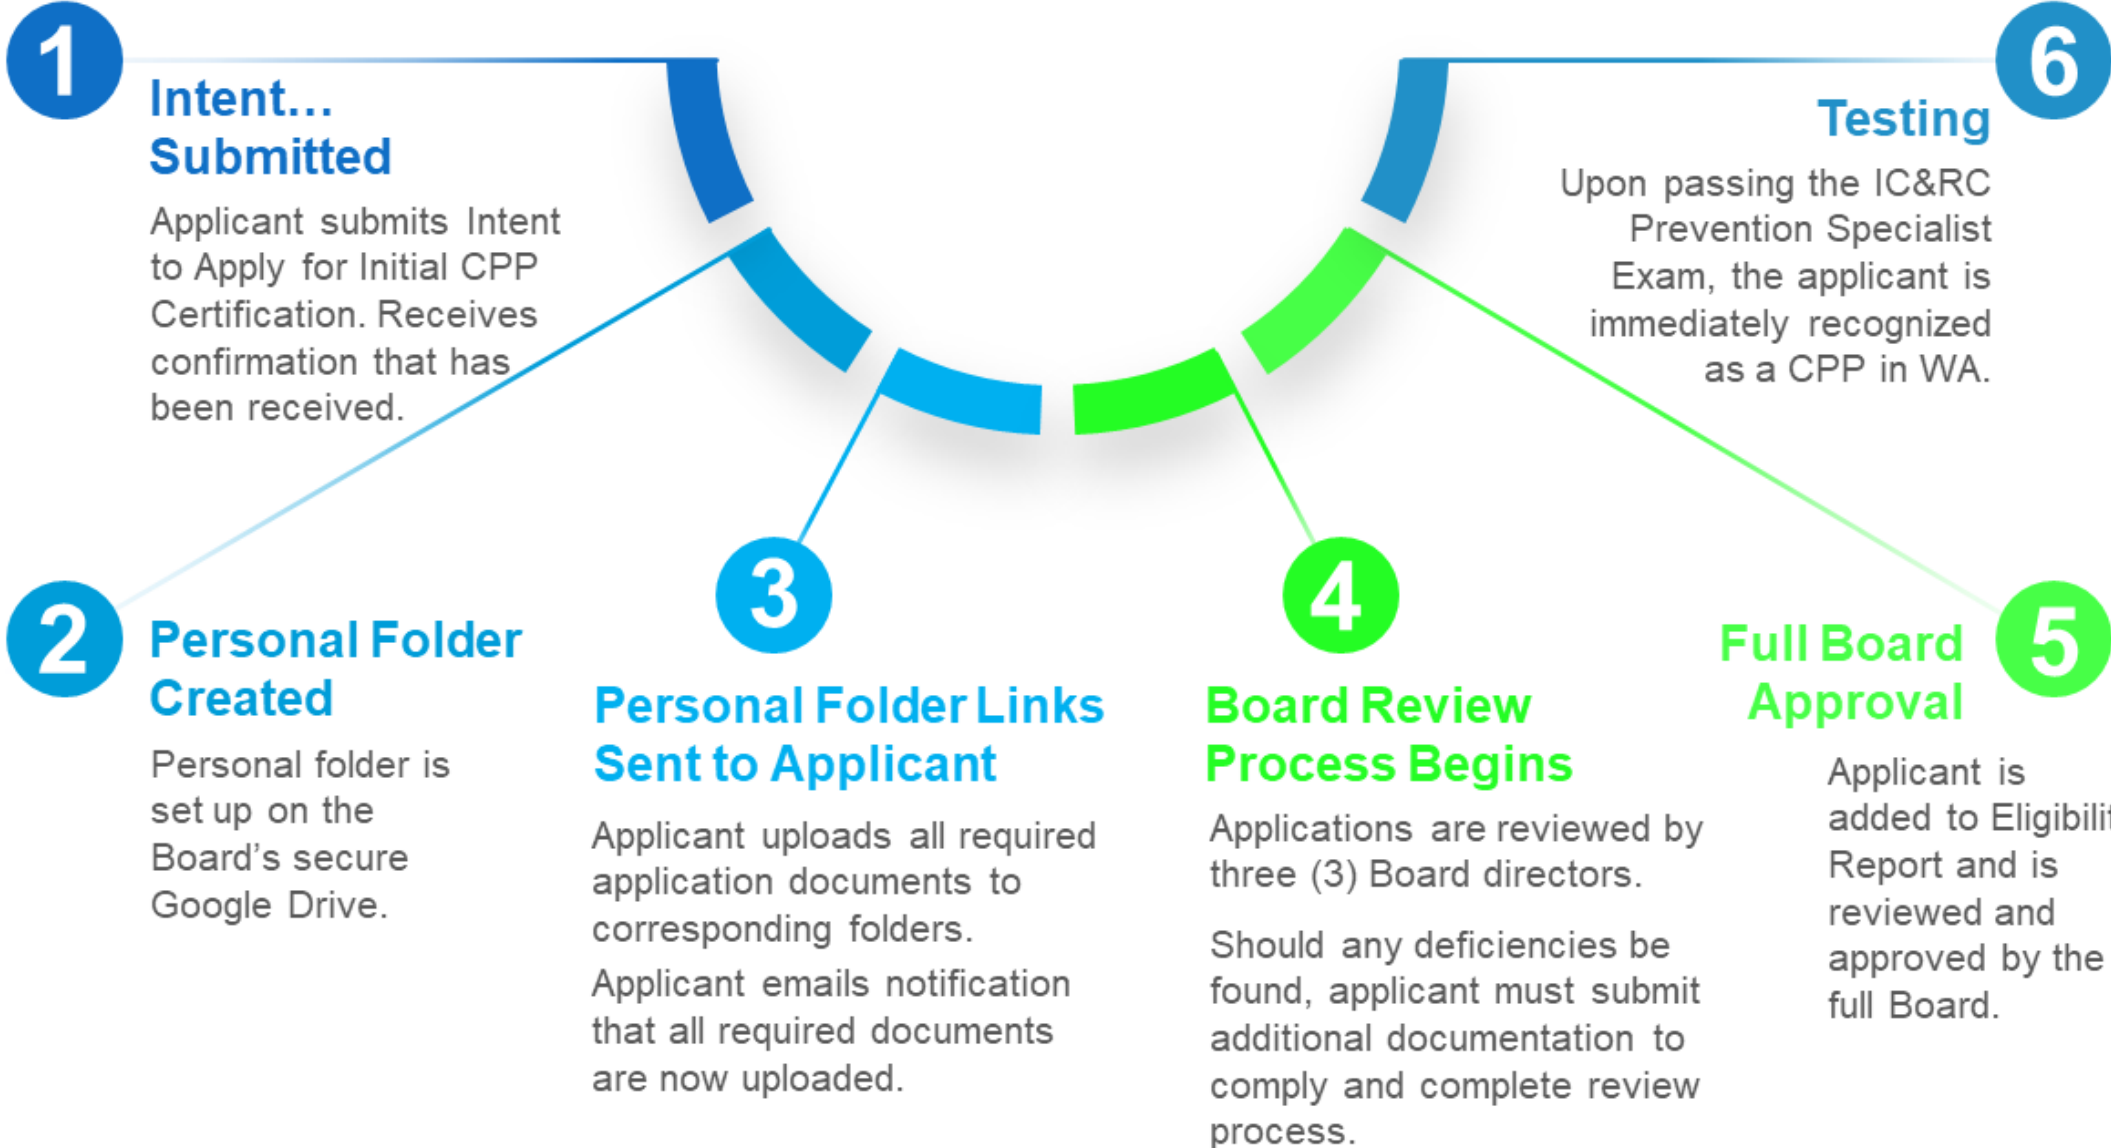 1
Intent...
Submitted
Applicant submits Intent
to Apply for Initial CPP
Certification. Receives
confirmation that has
been received.
2
Personal Folder
Created
Personal folder is
set up on the
Board's secure
Google Drive.
3
Personal Folder Links
Sent to Applicant
Applicant uploads all required
application documents to
corresponding folders.
Applicant emails notification
that all required documents
are now uploaded.
4
Board Review
Process Begins
Applications are reviewed by
three (3) Board directors.
Should any deficiencies be
found, applicant must submit
additional documentation to
comply and complete review
process.
5
Full Board
Approval
Applicant is
added to
Report and is
reviewed and
approved by the
full Board.
6
Testing
Upon passing the IC&RC
Prevention Specialist
Exam, the applicant is
immediately recognized
as a CPP in WA.